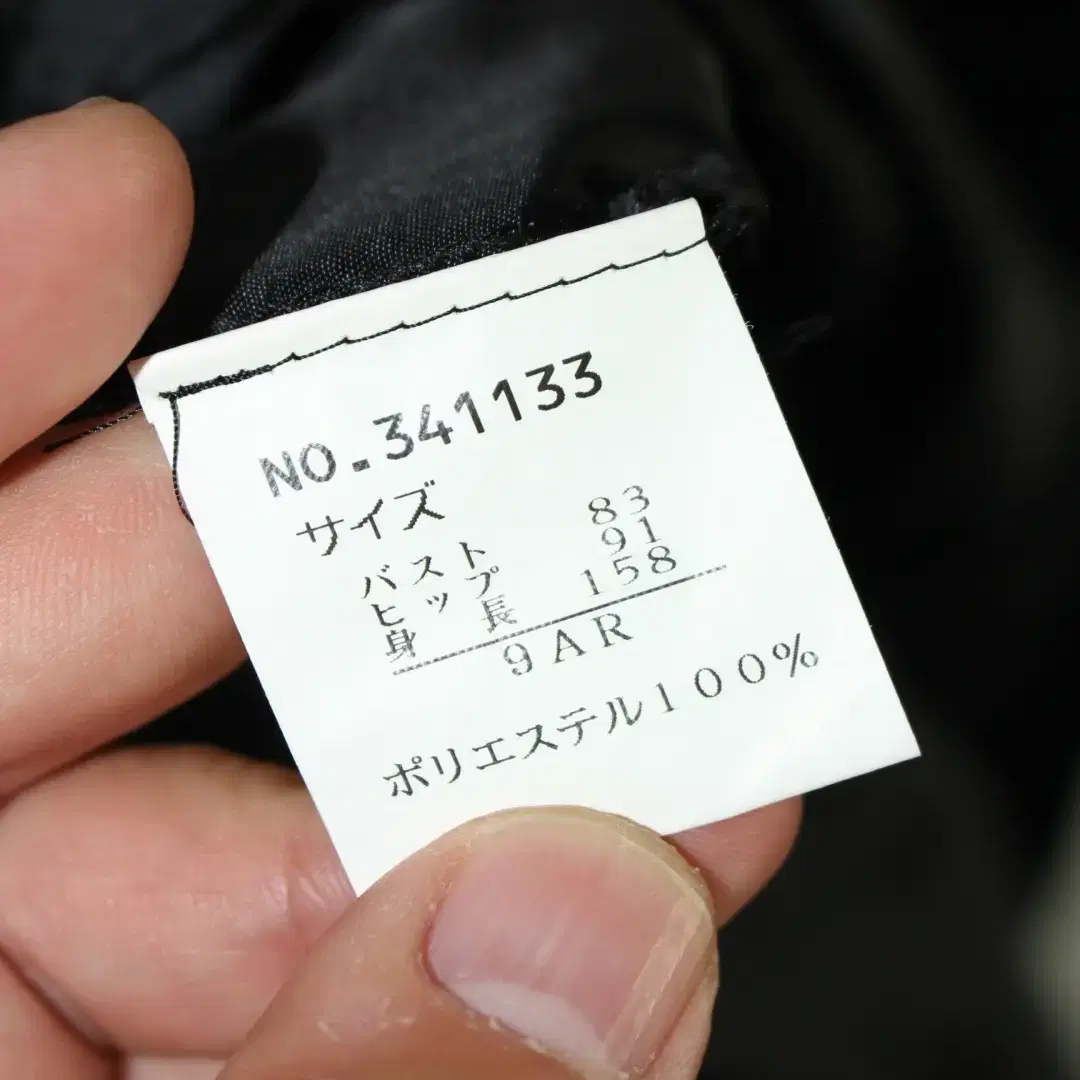 NO.341133
サイズ
バスト 83
ヒップ 91
身長 158
9AR
ポリエステル100%